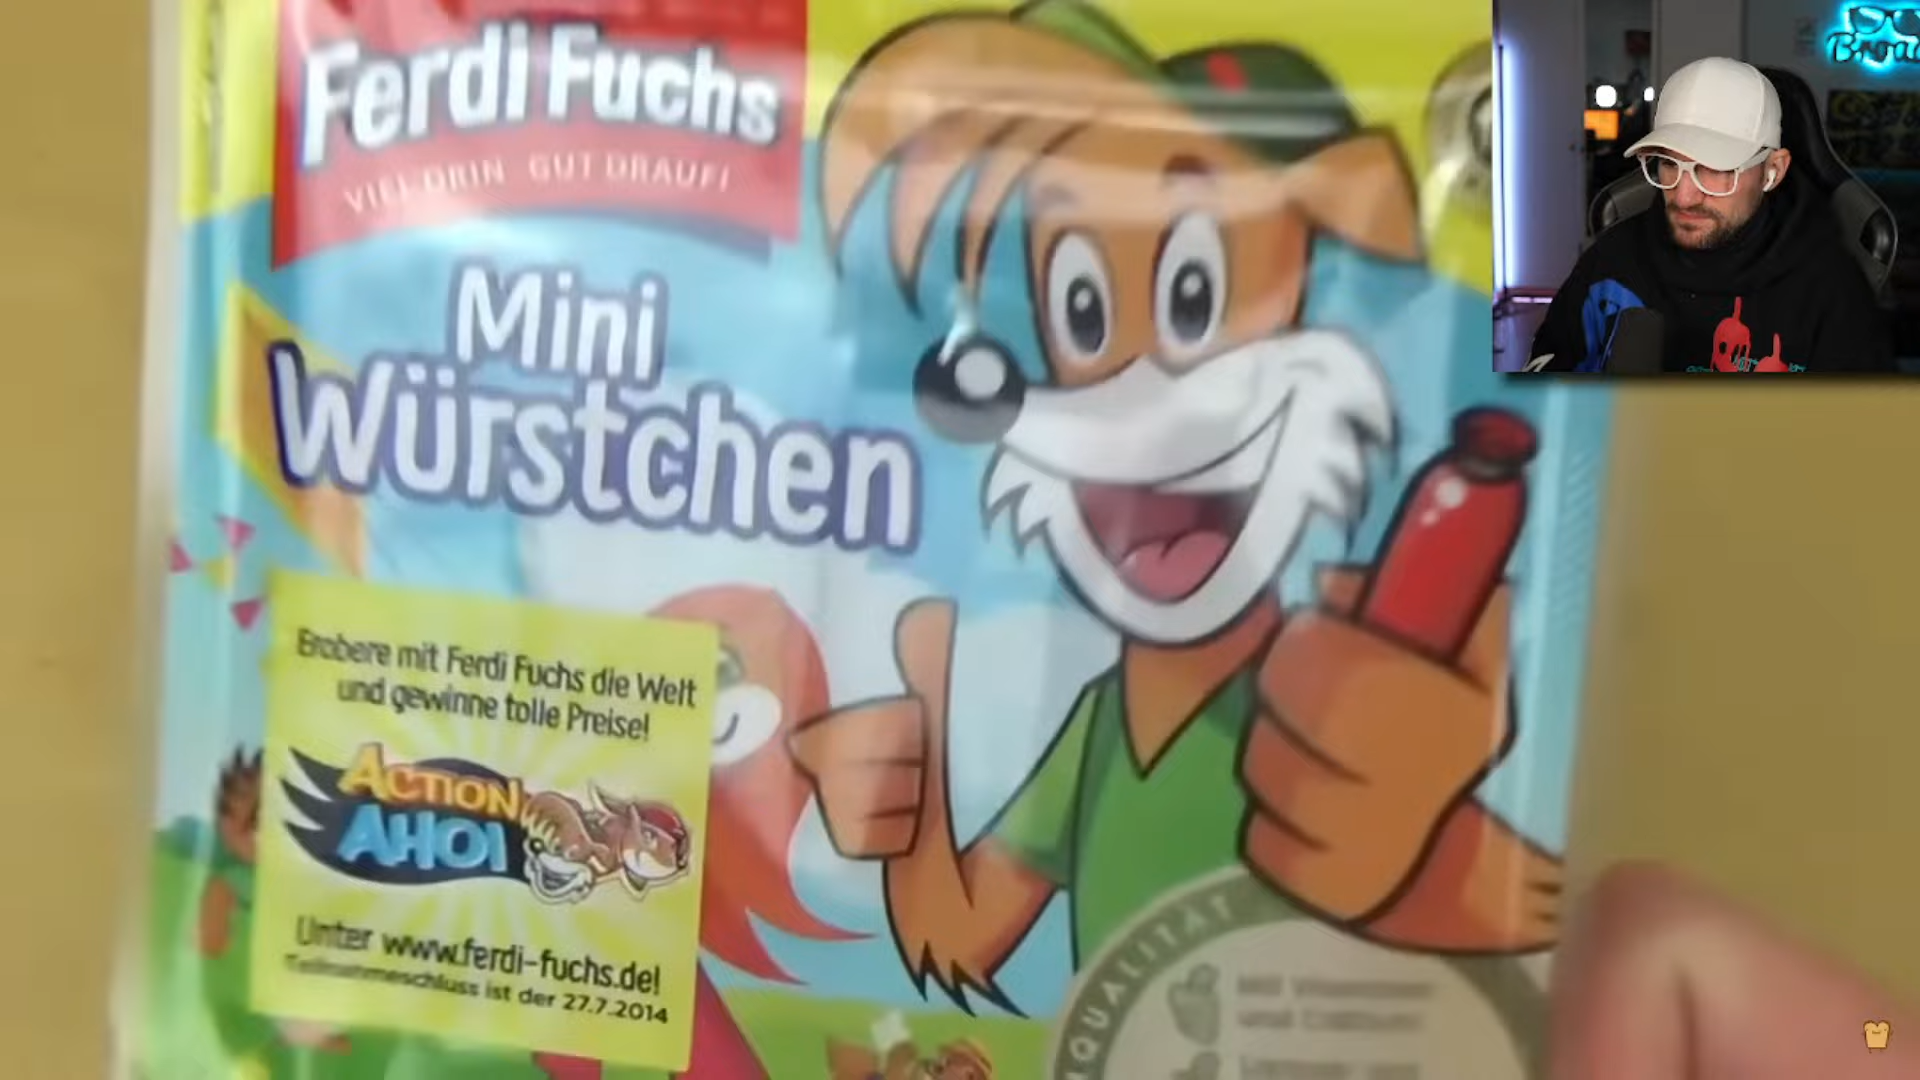 Ferdi Fuchs
VIEL DRIN GUT DRAUF!
Mini
Würstchen
Erobere mit Ferdi Fuchs die Welt
und gewinne tolle Preise!
ACTION
AHOI
Unter www.ferdi-fuchs.de!
Teilnahmeschluss ist der 27.7.2014
QUALITÄT